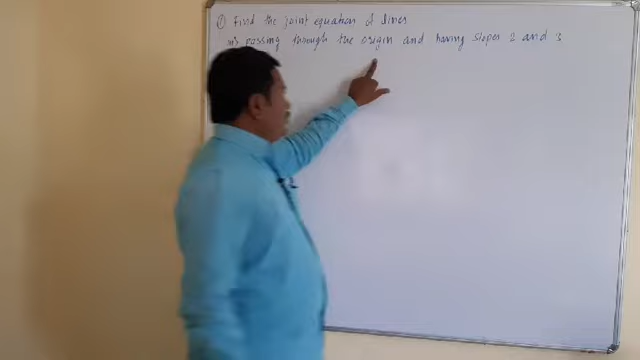 ① Find the joint equation of lines
passing through the origin and having slopes 2 and 3